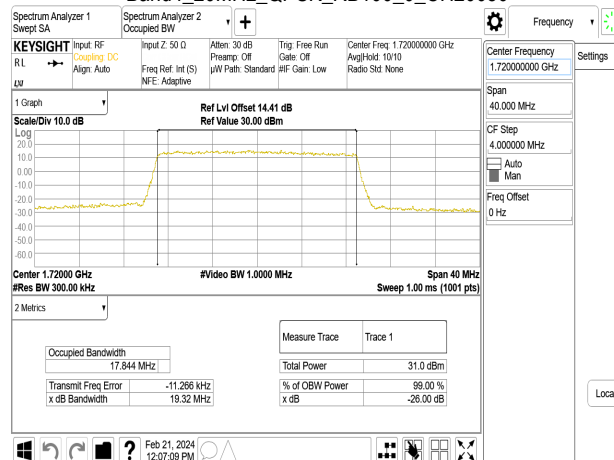 Spectrum Analyzer 1
Swept SA
Spectrum Analyzer 2
Occupied BW
+
Frequency
KEYSIGHT
Input: RF
Coupling: DC
Align: Auto
Input Z: 50 Ω
Freq Ref: Int (S)
NFE: Adaptive
Atten: 30 dB
Preamp: Off
µW Path: Standard
Trig: Free Run
Gate: Off
#IF Gain: Low
Center Freq: 1.720000000 GHz
Avg|Hold: 10/10
Radio Std: None
RL
LXI
Center Frequency
1.720000000 GHz
Settings
Span
40.000 MHz
CF Step
4.000000 MHz
Auto
Man
Freq Offset
0 Hz
1 Graph
Scale/Div 10.0 dB
Ref Lvl Offset 14.41 dB
Ref Value 30.00 dBm
Log
20.0
10.0
0.00
-10.0
-20.0
-30.0
-40.0
-50.0
-60.0
Center 1.72000 GHz
#Video BW 1.0000 MHz
Span 40 MHz
#Res BW 300.00 kHz
Sweep 1.00 ms (1001 pts)
2 Metrics
Measure Trace
Trace 1
Occupied Bandwidth
17.844 MHz
Total Power
31.0 dBm
Transmit Freq Error
-11.266 kHz
% of OBW Power
99.00 %
x dB Bandwidth
19.32 MHz
x dB
-26.00 dB
Loca
?
Feb 21, 2024
12:07:09 PM